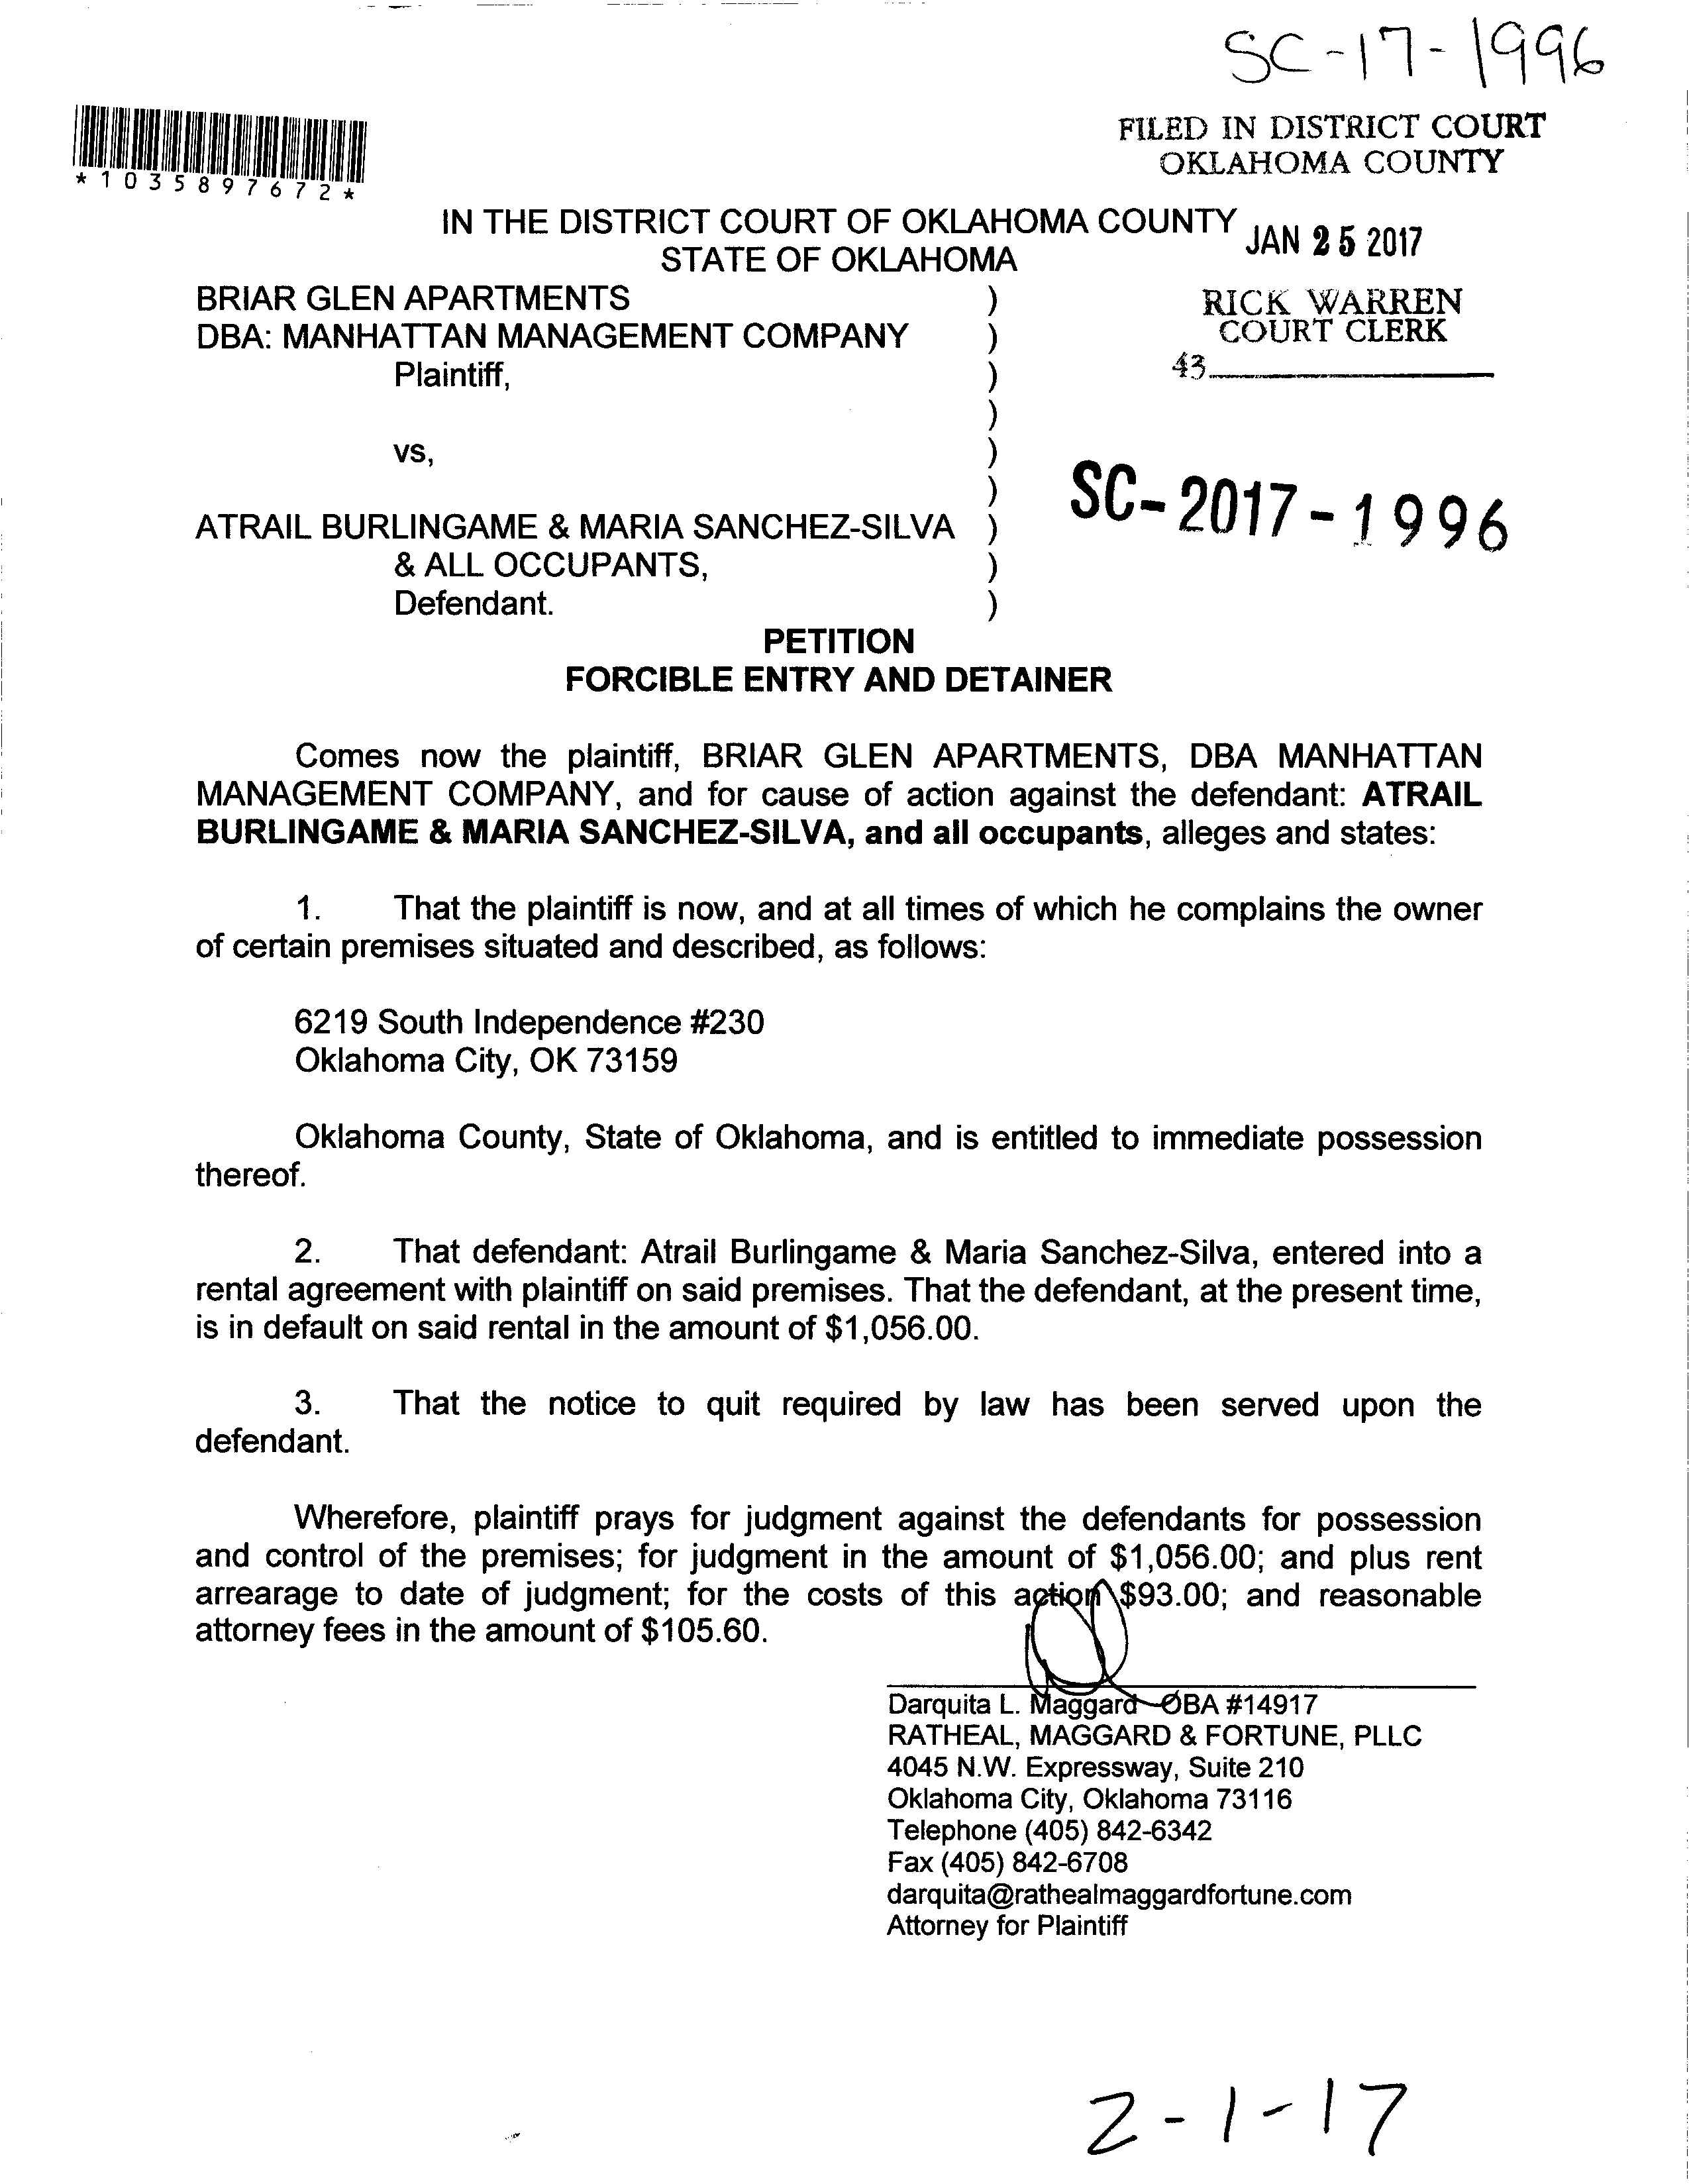 SC-17-1996
*1035897672*
FILED IN DISTRICT COURT
OKLAHOMA COUNTY
IN THE DISTRICT COURT OF OKLAHOMA COUNTY
STATE OF OKLAHOMA
JAN 25 2017
BRIAR GLEN APARTMENTS )
DBA: MANHATTAN MANAGEMENT COMPANY )
Plaintiff, )
)
vs, )
)
ATRAIL BURLINGAME & MARIA SANCHEZ-SILVA )
& ALL OCCUPANTS, )
Defendant. )
RICK WARREN
COURT CLERK
43
SC-2017-1996
PETITION
FORCIBLE ENTRY AND DETAINER
Comes now the plaintiff, BRIAR GLEN APARTMENTS, DBA MANHATTAN
MANAGEMENT COMPANY, and for cause of action against the defendant: ATRAIL
BURLINGAME & MARIA SANCHEZ-SILVA, and all occupants, alleges and states:
1. That the plaintiff is now, and at all times of which he complains the owner
of certain premises situated and described, as follows:
6219 South Independence #230
Oklahoma City, OK 73159
Oklahoma County, State of Oklahoma, and is entitled to immediate possession
thereof.
2. That defendant: Atrail Burlingame & Maria Sanchez-Silva, entered into a
rental agreement with plaintiff on said premises. That the defendant, at the present time,
is in default on said rental in the amount of $1,056.00.
3. That the notice to quit required by law has been served upon the
defendant.
Wherefore, plaintiff prays for judgment against the defendants for possession
and control of the premises; for judgment in the amount of $1,056.00; and plus rent
arrearage to date of judgment; for the costs of this action $93.00; and reasonable
attorney fees in the amount of $105.60.
Darquita L. Maggard OBA #14917
RATHEAL, MAGGARD & FORTUNE, PLLC
4045 N.W. Expressway, Suite 210
Oklahoma City, Oklahoma 73116
Telephone (405) 842-6342
Fax (405) 842-6708
darquita@rathealmaggardfortune.com
Attorney for Plaintiff
2-1-17